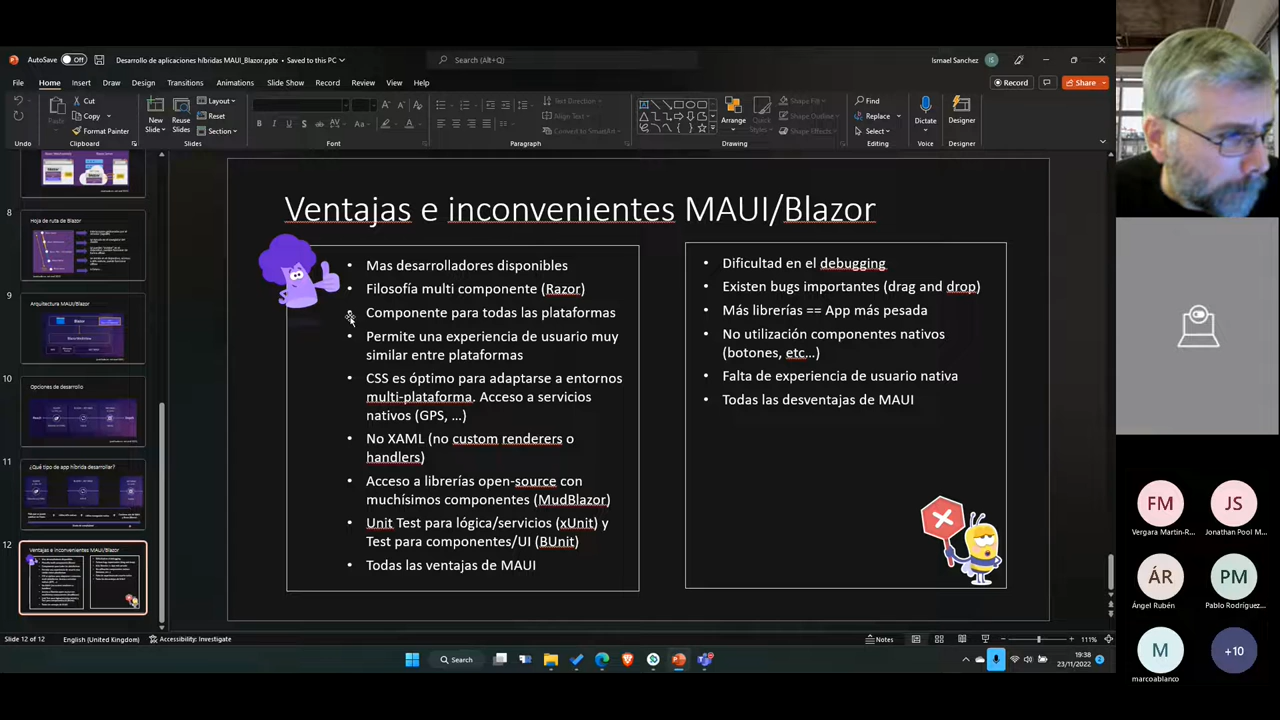 AutoSave Off Desarrollo de aplicaciones híbridas MAUI_Blazor.pptx • Saved to this PC Search (Alt+Q) Ismael Sanchez IS
File Home Insert Draw Design Transitions Animations Slide Show Record Review View Help Record Share
Cut Copy Format Painter Paste Clipboard Undo
New Slide Reuse Slides Layout Reset Section Slides
Font
Text Direction Align Text Convert to SmartArt Paragraph
Arrange Quick Styles Shape Fill Shape Outline Shape Effects Drawing
Find Replace Select Editing
Dictate Voice
Designer Designer
8
Hoja de ruta de Blazor
9
Arquitectura MAUI/Blazor
10
Opciones de desarrollo
11
¿Qué tipo de app híbrida desarrollar?
12
Ventajas e inconvenientes MAUI/Blazor
Ventajas e inconvenientes MAUI/Blazor
• Mas desarrolladores disponibles
• Filosofía multi componente (Razor)
• Componente para todas las plataformas
• Permite una experiencia de usuario muy
similar entre plataformas
• CSS es óptimo para adaptarse a entornos
multi-plataforma. Acceso a servicios
nativos (GPS, …)
• No XAML (no custom renderers o
handlers)
• Acceso a librerías open-source con
muchísimos componentes (MudBlazor)
• Unit Test para lógica/servicios (xUnit) y
Test para componentes/UI (BUnit)
• Todas las ventajas de MAUI
• Dificultad en el debugging
• Existen bugs importantes (drag and drop)
• Más librerías == App más pesada
• No utilización componentes nativos
(botones, etc…)
• Falta de experiencia de usuario nativa
• Todas las desventajas de MAUI
Slide 12 of 12 English (United Kingdom) Accessibility: Investigate Notes 111%
Search 19:38
23/11/2022
FM JS
Vergara Martin-R... Jonathan Pool M...
ÁR PM
Ángel Rubén Pablo Rodríguez...
M +10
marcoablanco